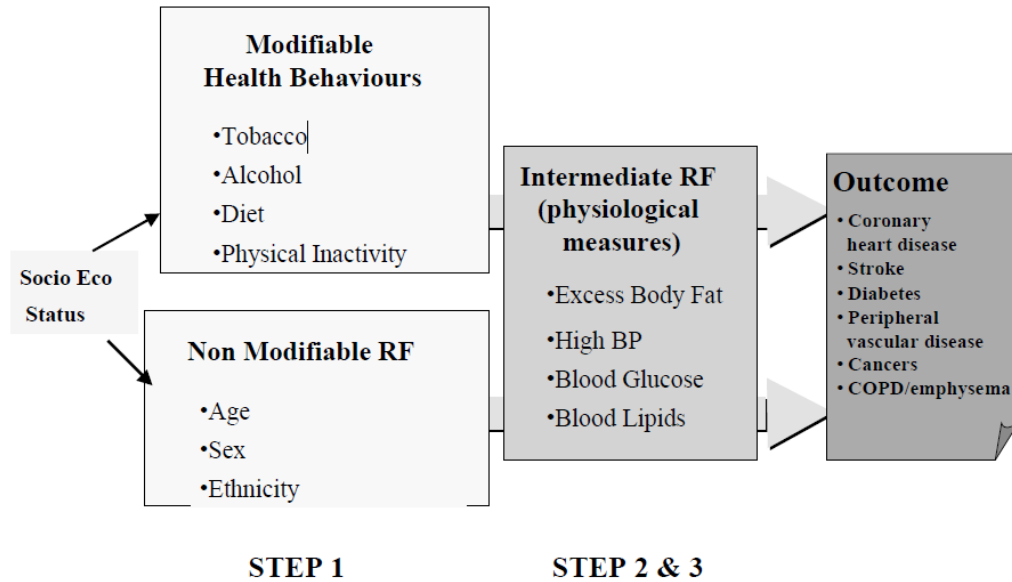 Modifiable
Health Behaviours
•Tobacco
•Alcohol
•Diet
•Physical Inactivity
Socio Eco
Status
Non Modifiable RF
•Age
•Sex
•Ethnicity
Intermediate RF
(physiological
measures)
•Excess Body Fat
•High BP
•Blood Glucose
•Blood Lipids
Outcome
• Coronary
heart disease
• Stroke
• Diabetes
• Peripheral
vascular disease
• Cancers
• COPD/emphysema
STEP 1
STEP 2 & 3